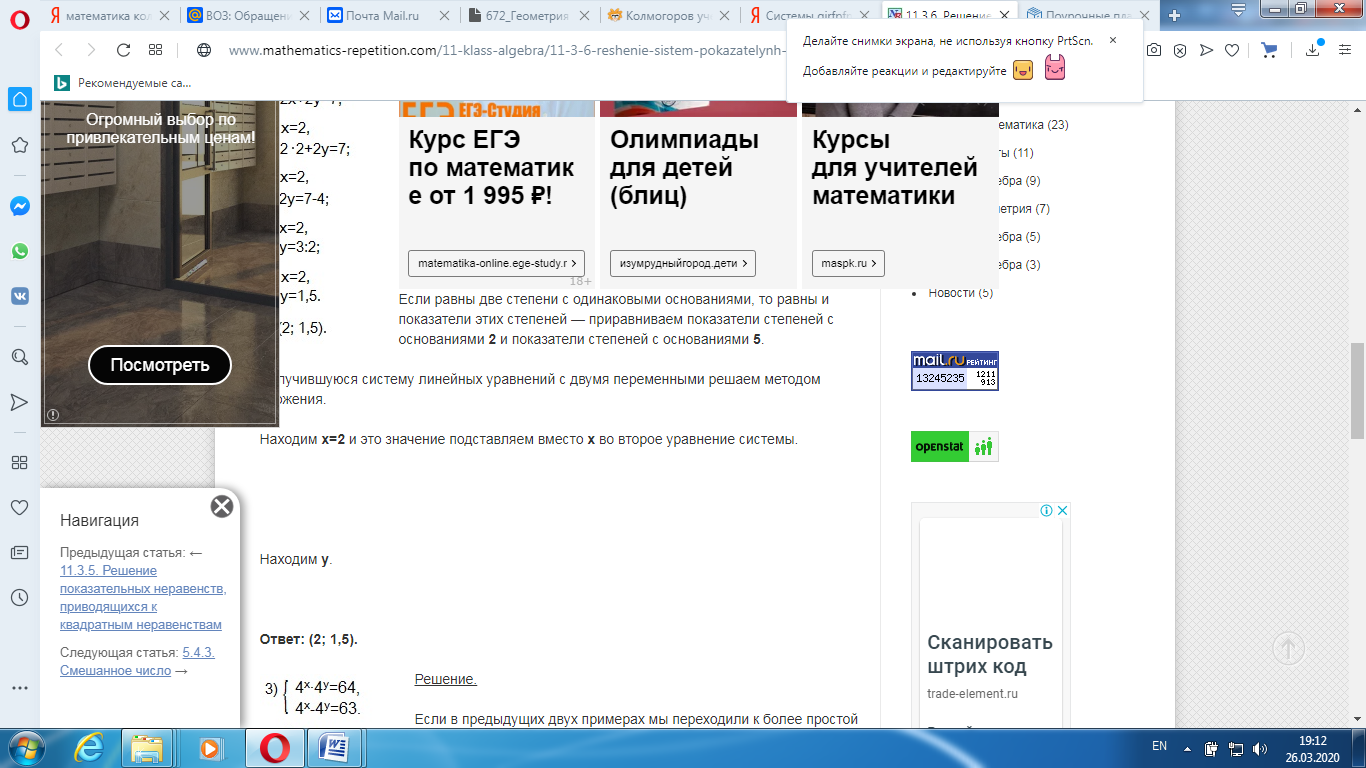 математика кол
ВОЗ: Обращени
Почта Mail.ru
672_Геометрия
Колмогоров уче
Системы girfnfr
11.3.6. Решение
Поурочные пла
www.mathematics-repetition.com/11-klass-algebra/11-3-6-reshenie-sistem-pokazatelynh-
Делайте снимки экрана, не используя кнопку PrtScn.
Добавляйте реакции и редактируйте
Рекомендуемые са...
Огромный выбор по
привлекательным ценам!
Посмотреть
x=2,
2·2+2y=7;
x=2,
2y=7-4;
x=2,
y=3:2;
x=2,
y=1,5.
(2; 1,5).
ЕГЭ-Студия
Курс ЕГЭ
по математик
е от 1 995 ₽!
matematika-online.ege-study.r
18+
Олимпиады
для детей
(блиц)
изумрудныйгород.дети
Курсы
для учителей
математики
maspk.ru
ематика (23)
ты (11)
ебра (9)
метрия (7)
ебра (5)
ебра (3)
Новости (5)
Если равны две степени с одинаковыми основаниями, то равны и
показатели этих степеней — приравниваем показатели степеней с
основаниями 2 и показатели степеней с основаниями 5.
лучившуюся систему линейных уравнений с двумя переменными решаем методом
ожения.
Находим x=2 и это значение подставляем вместо x во второе уравнение системы.
Находим y.
Ответ: (2; 1,5).
3) { 4ˣ·4ʸ=64,
4ˣ-4ʸ=63.
Решение.
Если в предыдущих двух примерах мы переходили к более простой
mail.ru РЕЙТИНГ
13245235
1211
913
openstat
Сканировать
штрих код
trade-element.ru
Навигация
Предыдущая статья: ←
11.3.5. Решение
показательных неравенств,
приводящихся к
квадратным неравенствам
Следующая статья: 5.4.3.
Смешанное число →
EN
19:12
26.03.2020